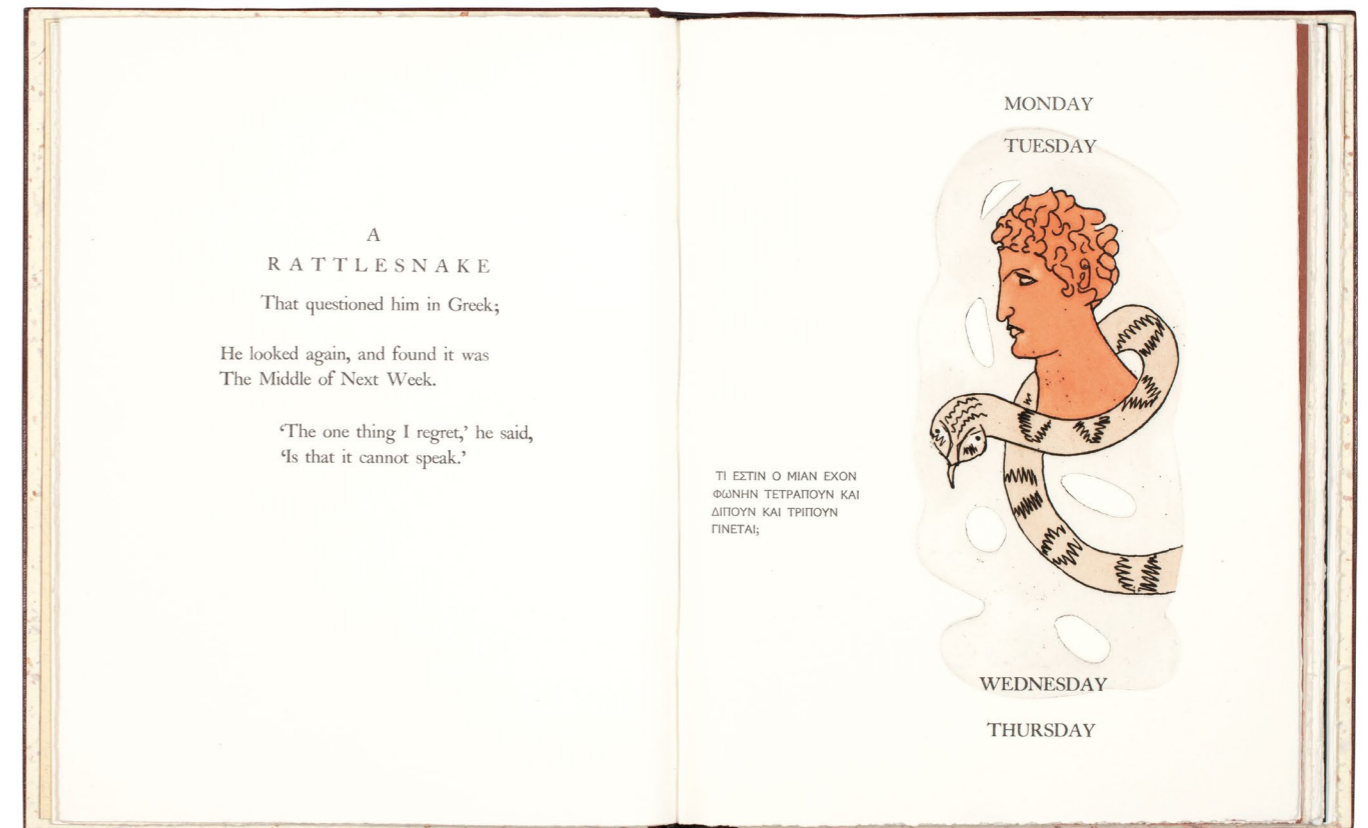 A
RATTLESNAKE
That questioned him in Greek;
He looked again, and found it was
The Middle of Next Week.
‘The one thing I regret,’ he said,
‘Is that it cannot speak.’
ΤΙ ΕΣΤΙΝ Ο ΜΙΑΝ ΕΧΟΝ
ΦΩΝΗΝ ΤΕΤΡΑΠΟΥΝ ΚΑΙ
ΔΙΠΟΥΝ ΚΑΙ ΤΡΙΠΟΥΝ
ΓΙΝΕΤΑΙ;
MONDAY
TUESDAY
WEDNESDAY
THURSDAY